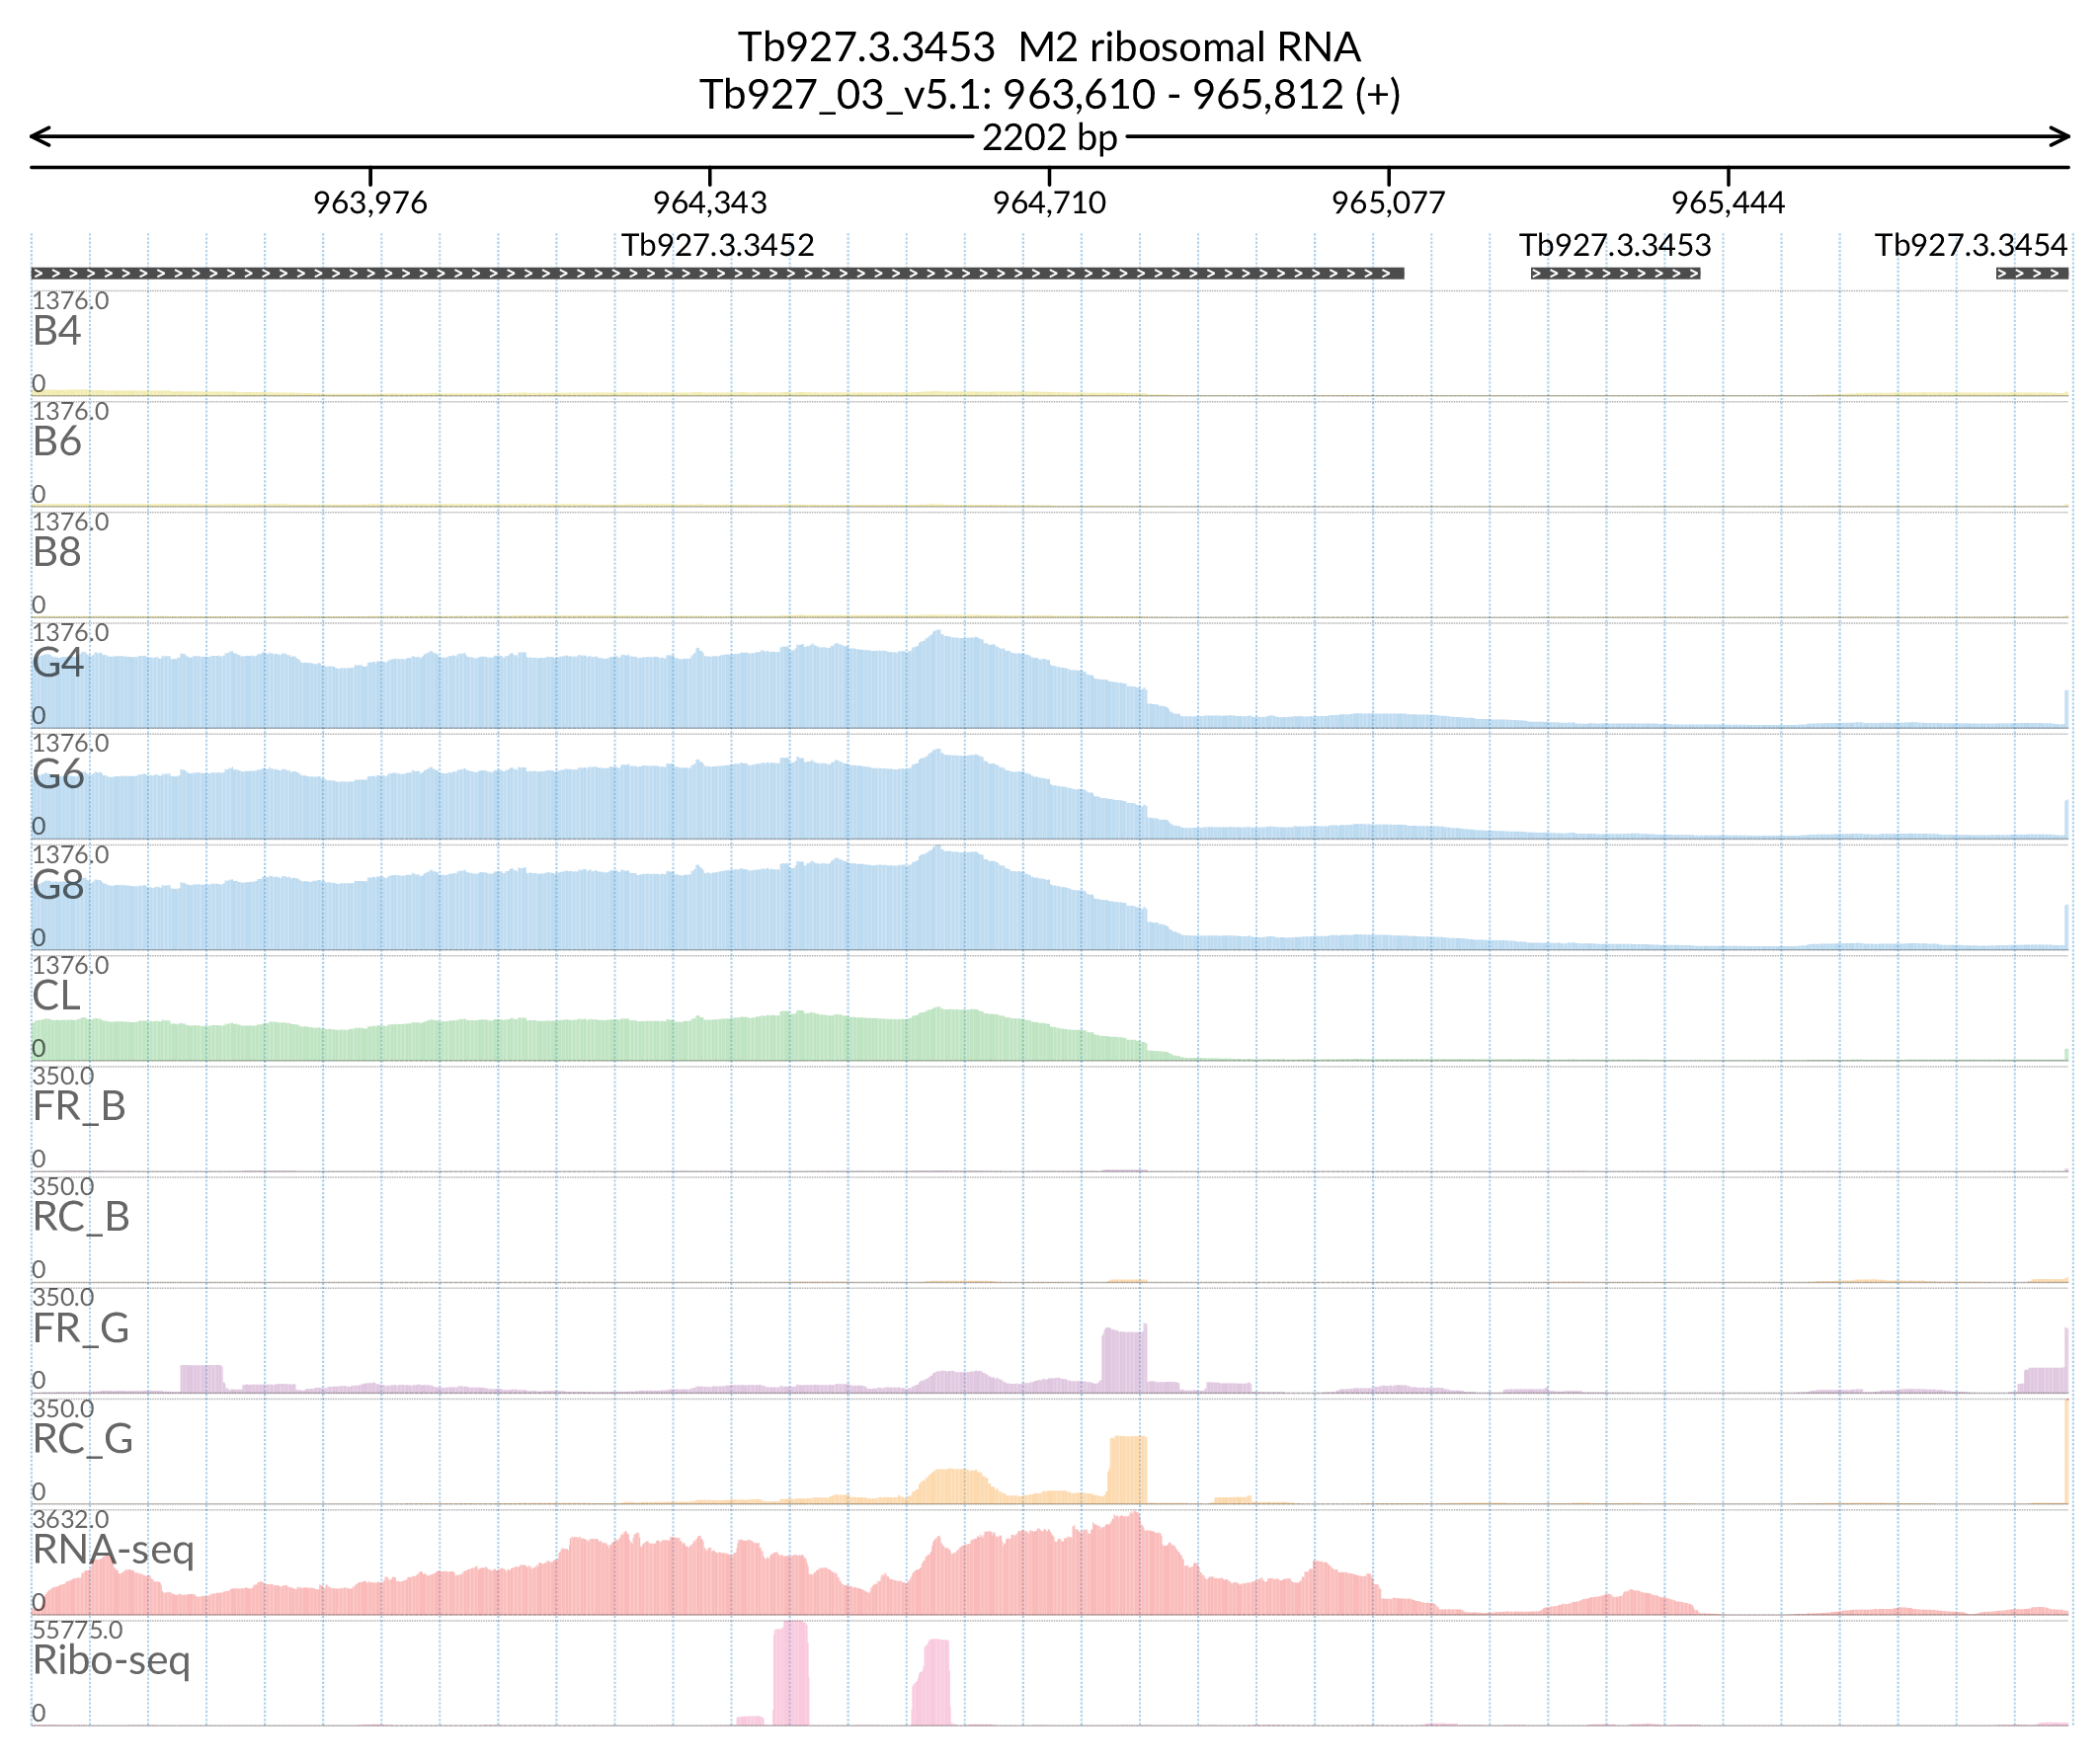 Tb927.3.3453  M2 ribosomal RNA
Tb927_03_v5.1: 963,610 - 965,812 (+)
2202 bp
963,976 964,343 964,710 965,077 965,444
Tb927.3.3452 Tb927.3.3453 Tb927.3.3454
1376.0
B4
0
1376.0
B6
0
1376.0
B8
0
1376.0
G4
0
1376.0
G6
0
1376.0
G8
0
1376.0
CL
0
350.0
FR_B
0
350.0
RC_B
0
350.0
FR_G
0
350.0
RC_G
0
3632.0
RNA-seq
0
55775.0
Ribo-seq
0